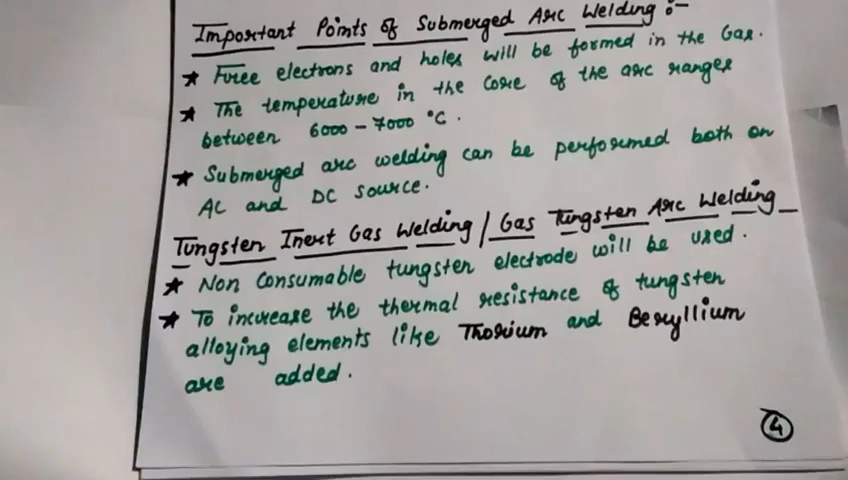 Important Points of Submerged Arc Welding :-
★ Free electrons and holes will be formed in the Gas.
★ The temperature in the Core of the arc ranges
between 6000 - 7000 °C.
★ Submerged arc welding can be performed both on
AC and DC source.
Tungsten Inert Gas Welding / Gas Tungsten Arc Welding
★ Non Consumable tungsten electrode will be used.
★ To increase the thermal resistance of tungsten
alloying elements like Thorium and Beryllium
are added.
4